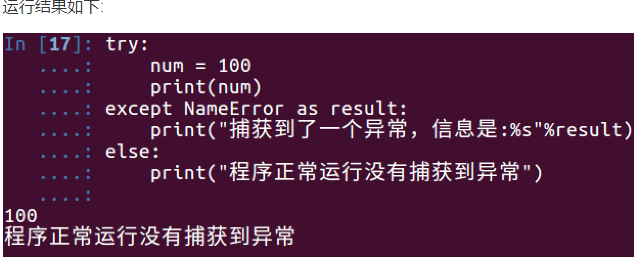 运行结果如下:
In [17]: try:
   ....:     num = 100
   ....:     print(num)
   ....: except NameError as result:
   ....:     print("捕获到了一个异常，信息是:%s"%result)
   ....: else:
   ....:     print("程序正常运行没有捕获到异常")
   ....:
100
程序正常运行没有捕获到异常